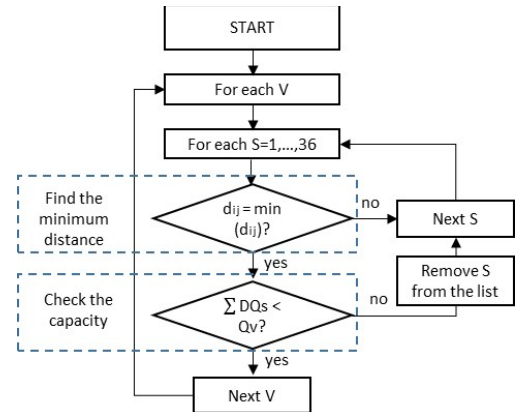 START
For each V
For each S=1,...,36
Find the
minimum
distance
dij = min
(dij)?
no
Next S
yes
Remove S
from the list
Check the
capacity
∑ DQs <
Qv?
no
yes
Next V